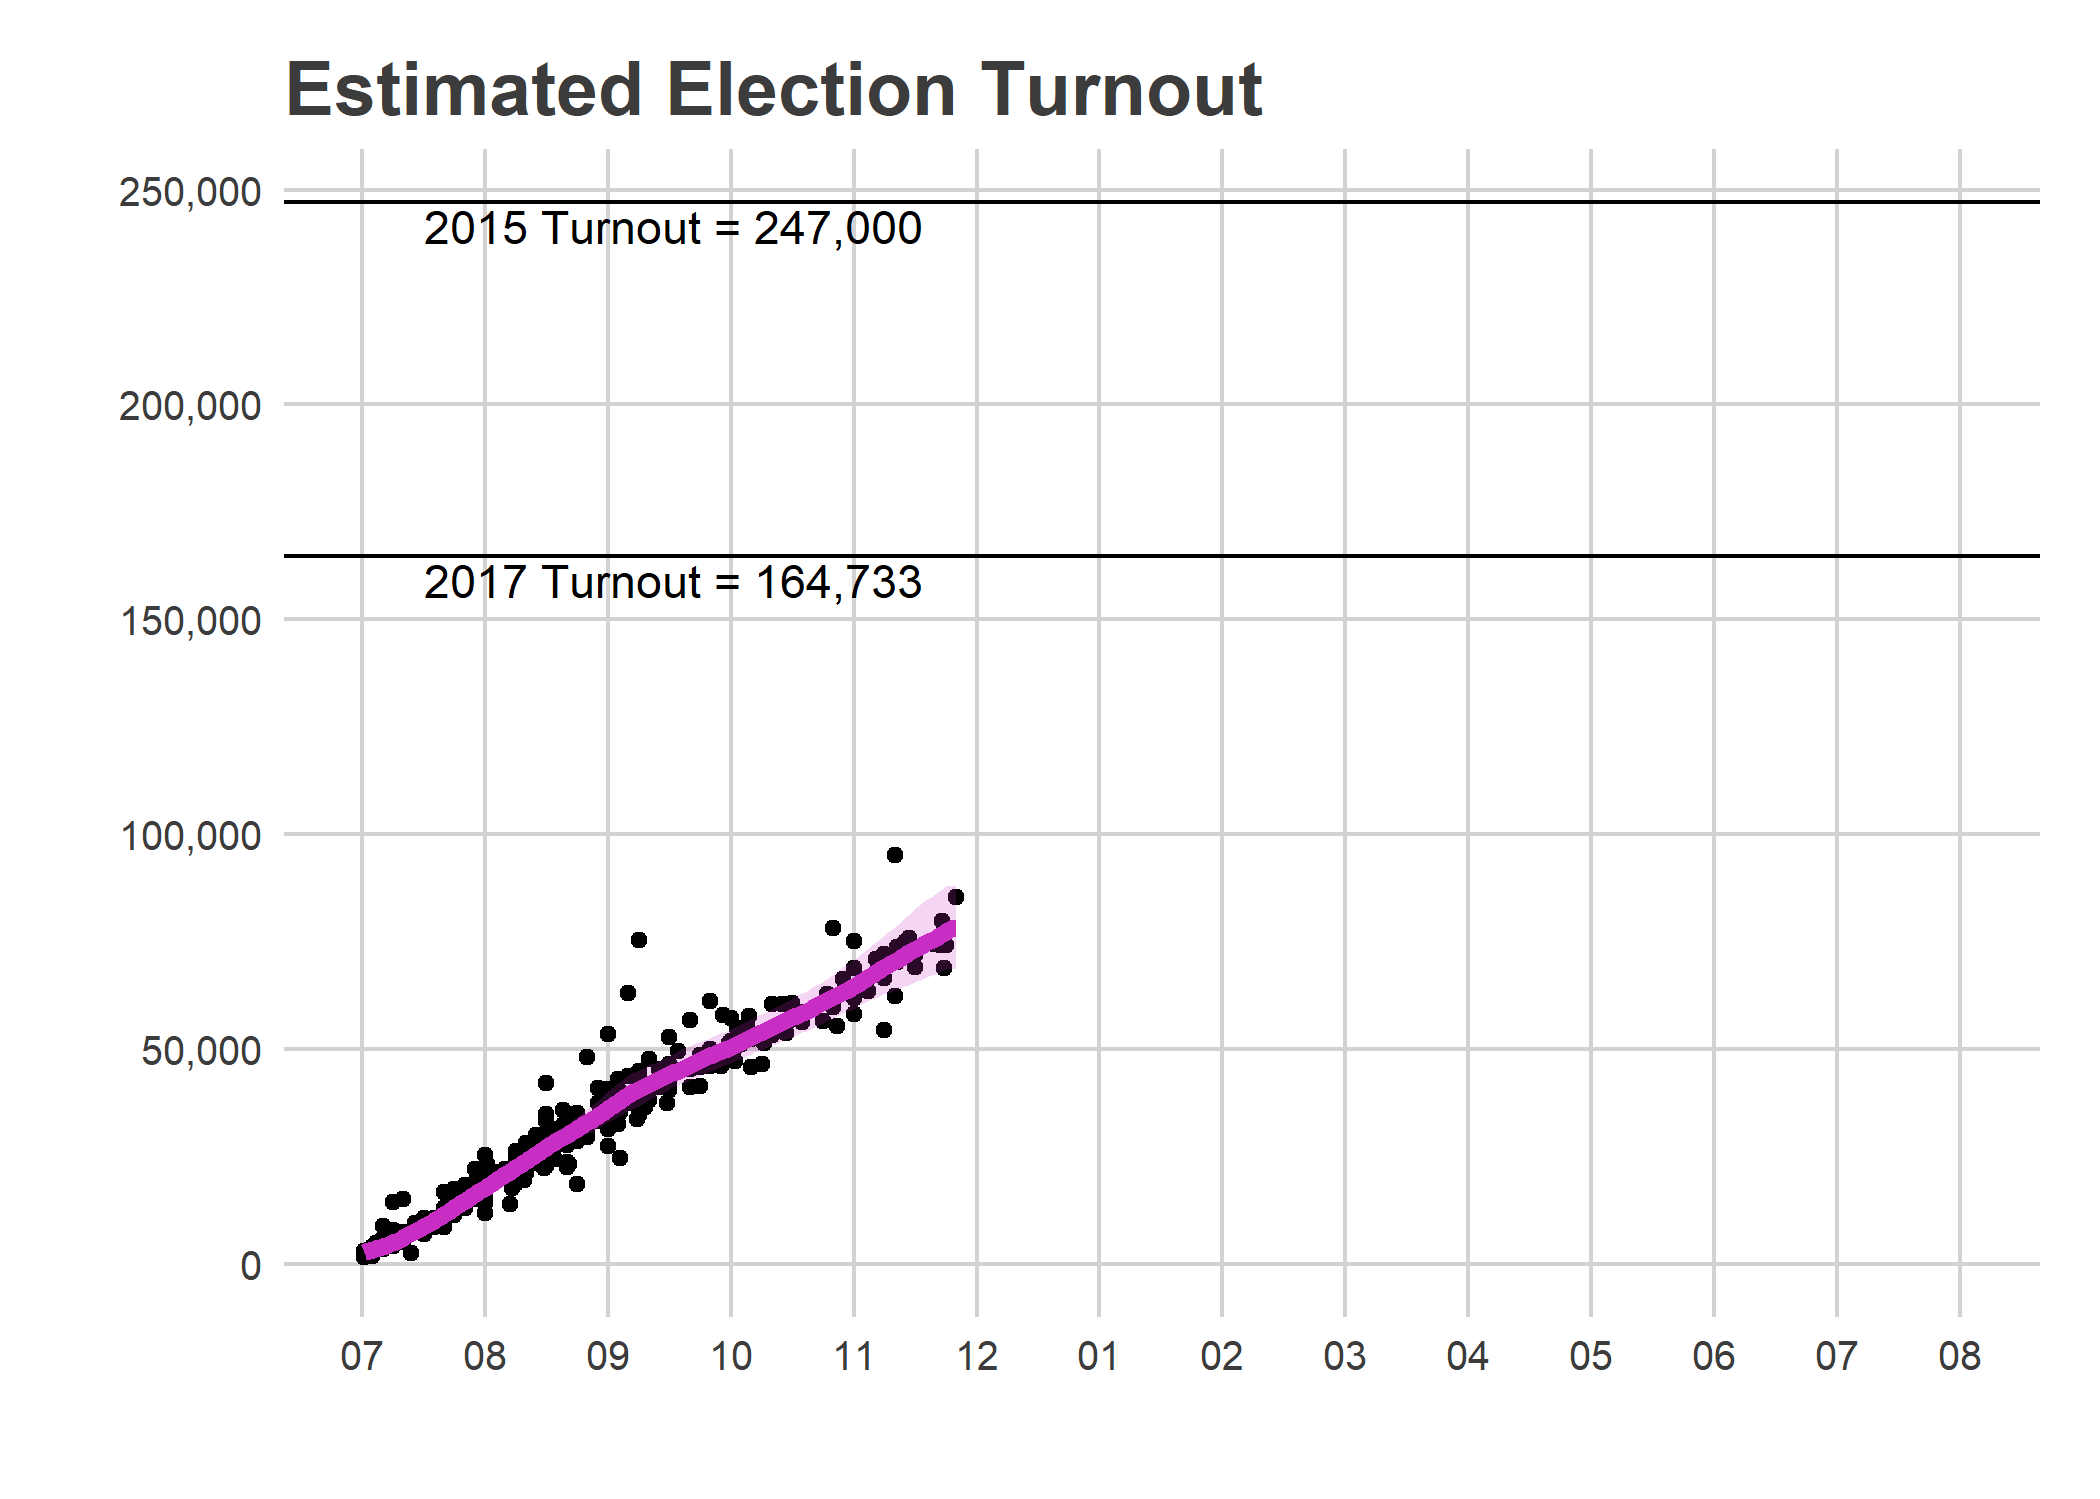 Estimated Election Turnout
250,000
2015 Turnout = 247,000
200,000
2017 Turnout = 164,733
150,000
100,000
50,000
0
07 08 09 10 11 12 01 02 03 04 05 06 07 08